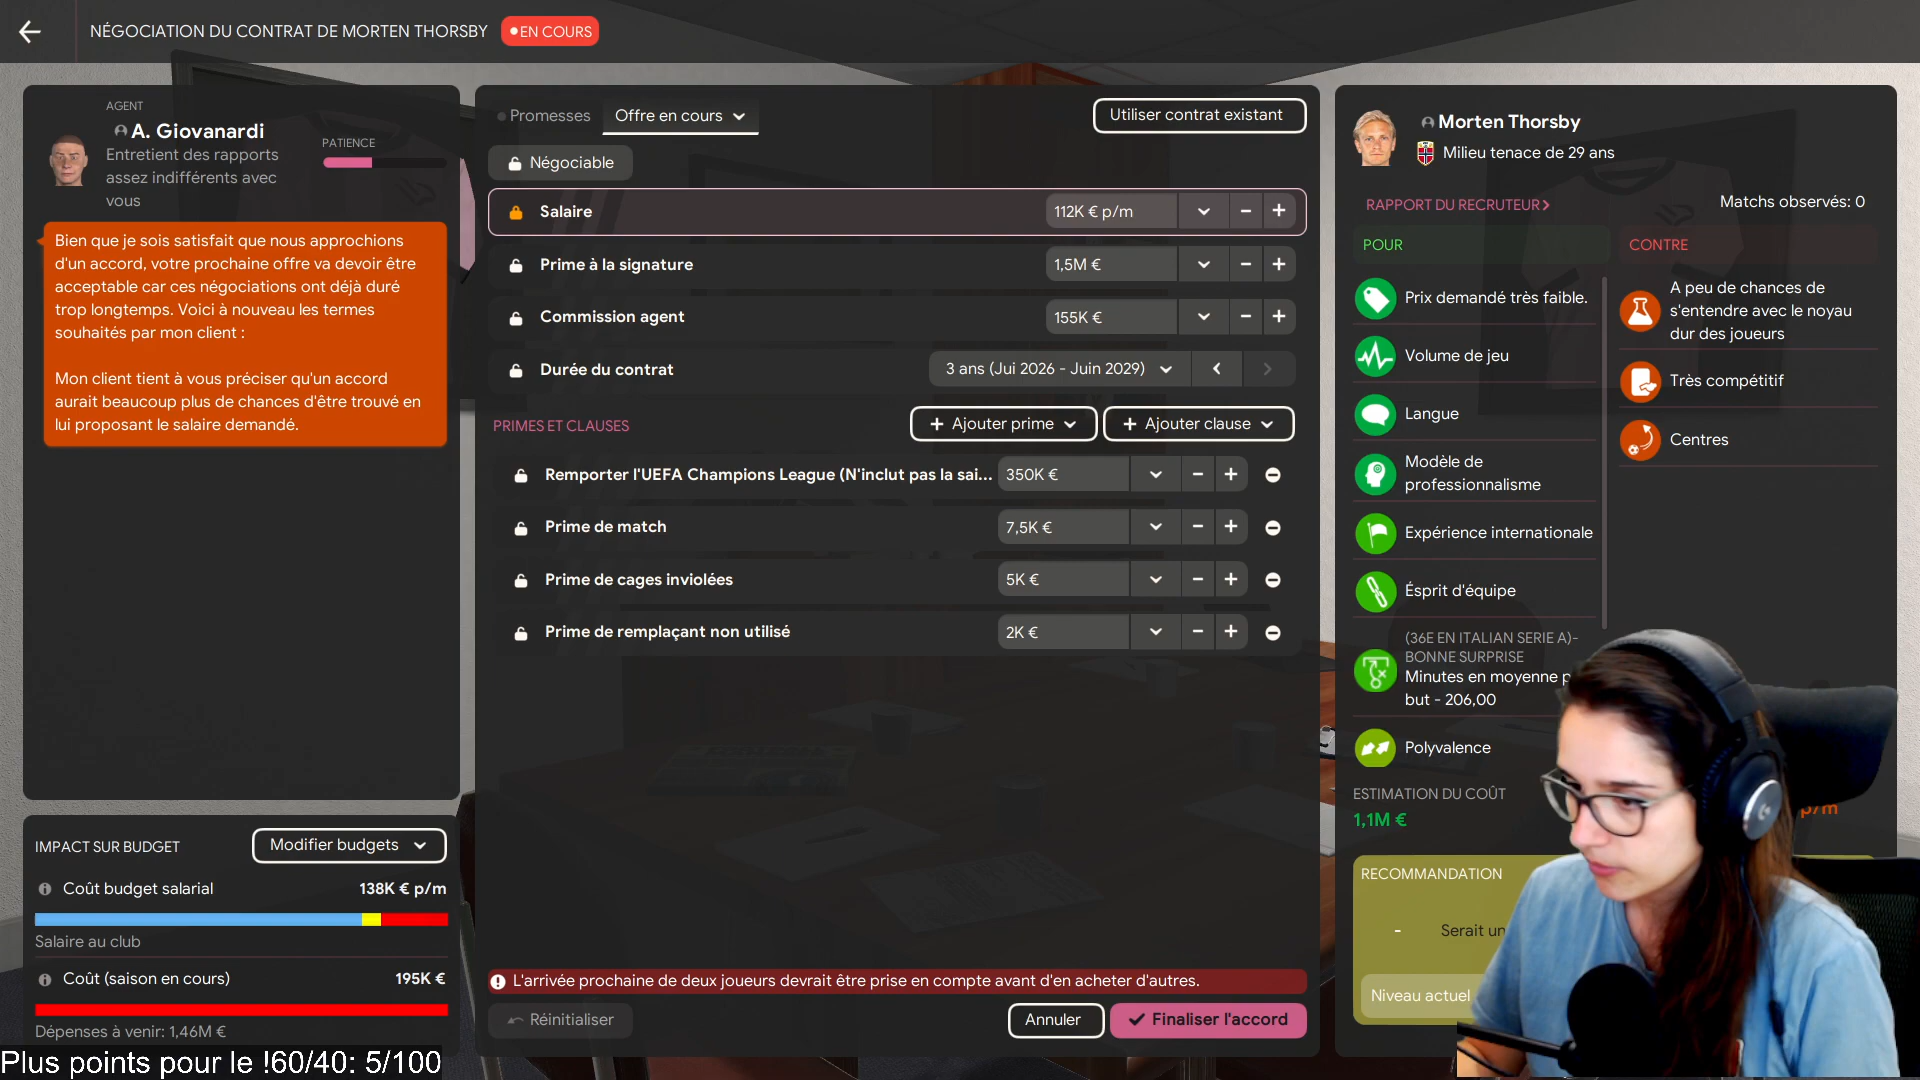 NÉGOCIATION DU CONTRAT DE MORTEN THORSBY
EN COURS
AGENT
A. Giovanardi
Entretient des rapports
assez indifférents avec
vous
PATIENCE
Bien que je sois satisfait que nous approchions
d'un accord, votre prochaine offre va devoir être
acceptable car ces négociations ont déjà duré
trop longtemps. Voici à nouveau les termes
souhaités par mon client :
Mon client tient à vous préciser qu'un accord
aurait beaucoup plus de chances d'être trouvé en
lui proposant le salaire demandé.
IMPACT SUR BUDGET
Modifier budgets
Coût budget salarial
138K € p/m
Salaire au club
Coût (saison en cours)
195K €
Dépenses à venir: 1,46M €
Plus points pour le !60/40: 5/100
Promesses
Offre en cours
Utiliser contrat existant
Négociable
Salaire
112K € p/m
Prime à la signature
1,5M €
Commission agent
155K €
Durée du contrat
3 ans (Jui 2026 - Juin 2029)
PRIMES ET CLAUSES
Ajouter prime
Ajouter clause
Remporter l'UEFA Champions League (N'inclut pas la sai...
350K €
Prime de match
7,5K €
Prime de cages inviolées
5K €
Prime de remplaçant non utilisé
2K €
L'arrivée prochaine de deux joueurs devrait être prise en compte avant d'en acheter d'autres.
Réinitialiser
Annuler
Finaliser l'accord
Morten Thorsby
Milieu tenace de 29 ans
RAPPORT DU RECRUTEUR
Matchs observés: 0
POUR
Prix demandé très faible.
Volume de jeu
Langue
Modèle de
professionnalisme
Expérience internationale
Ésprit d'équipe
(36E EN ITALIAN SERIE A)-
BONNE SURPRISE
Minutes en moyenne p
but - 206,00
Polyvalence
CONTRE
A peu de chances de
s'entendre avec le noyau
dur des joueurs
Très compétitif
Centres
ESTIMATION DU COÛT
1,1M €
p/m
RECOMMANDATION
- Serait un
Niveau actuel